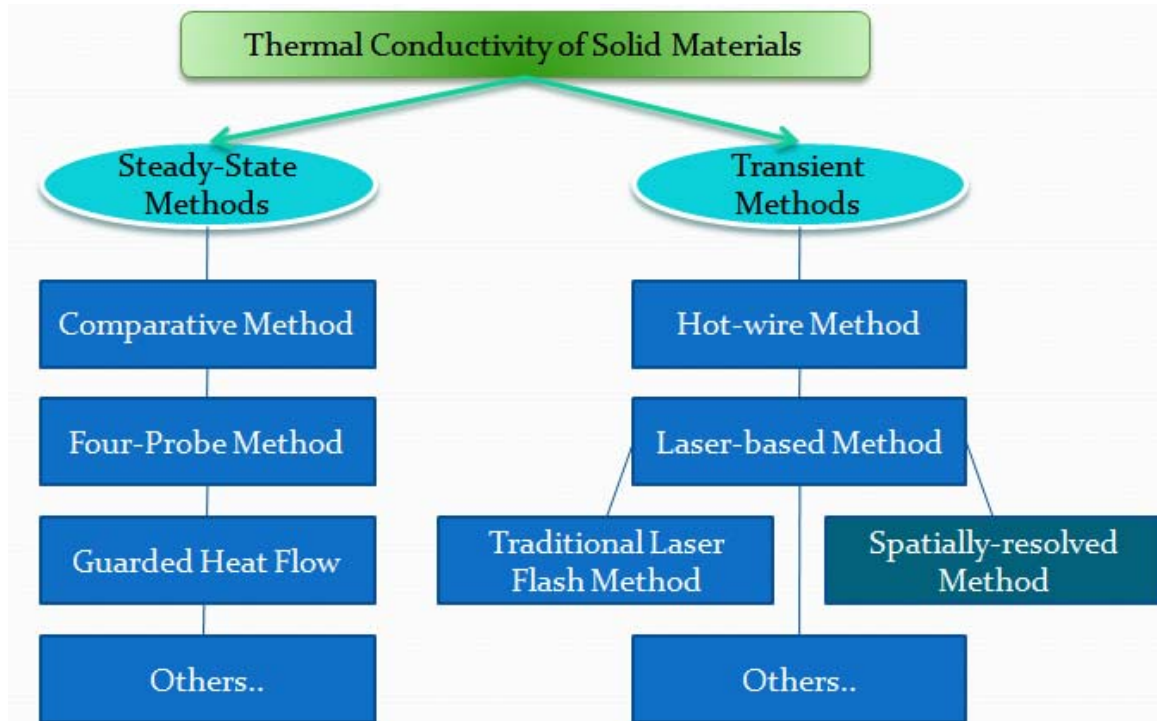 Thermal Conductivity of Solid Materials
Steady-State
Methods
Transient
Methods
Comparative Method
Hot-wire Method
Four-Probe Method
Laser-based Method
Guarded Heat Flow
Traditional Laser
Flash Method
Spatially-resolved
Method
Others..
Others..